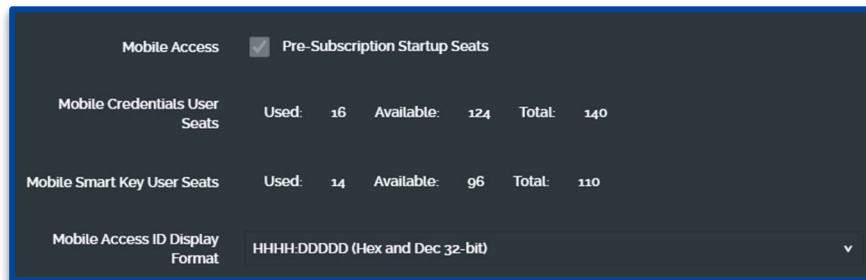 Mobile Access Pre-Subscription Startup Seats
Mobile Credentials User
Seats Used: 16 Available: 124 Total: 140
Mobile Smart Key User Seats Used: 14 Available: 96 Total: 110
Mobile Access ID Display
Format HHHH:DDDDD (Hex and Dec 32-bit)